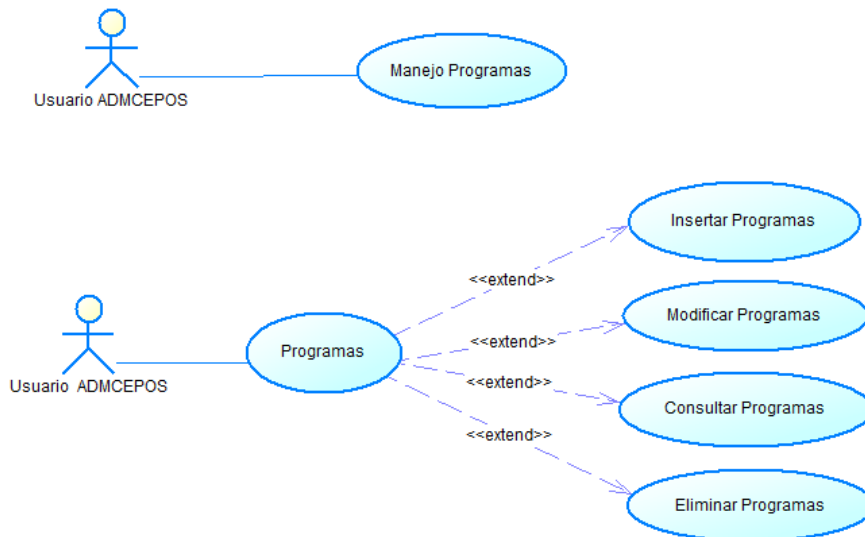 Manejo Programas
Usuario ADMCEPOS
Insertar Programas
<<extend>>
Modificar Programas
<<extend>>
Programas
Usuario ADMCEPOS
<<extend>>
Consultar Programas
<<extend>>
Eliminar Programas